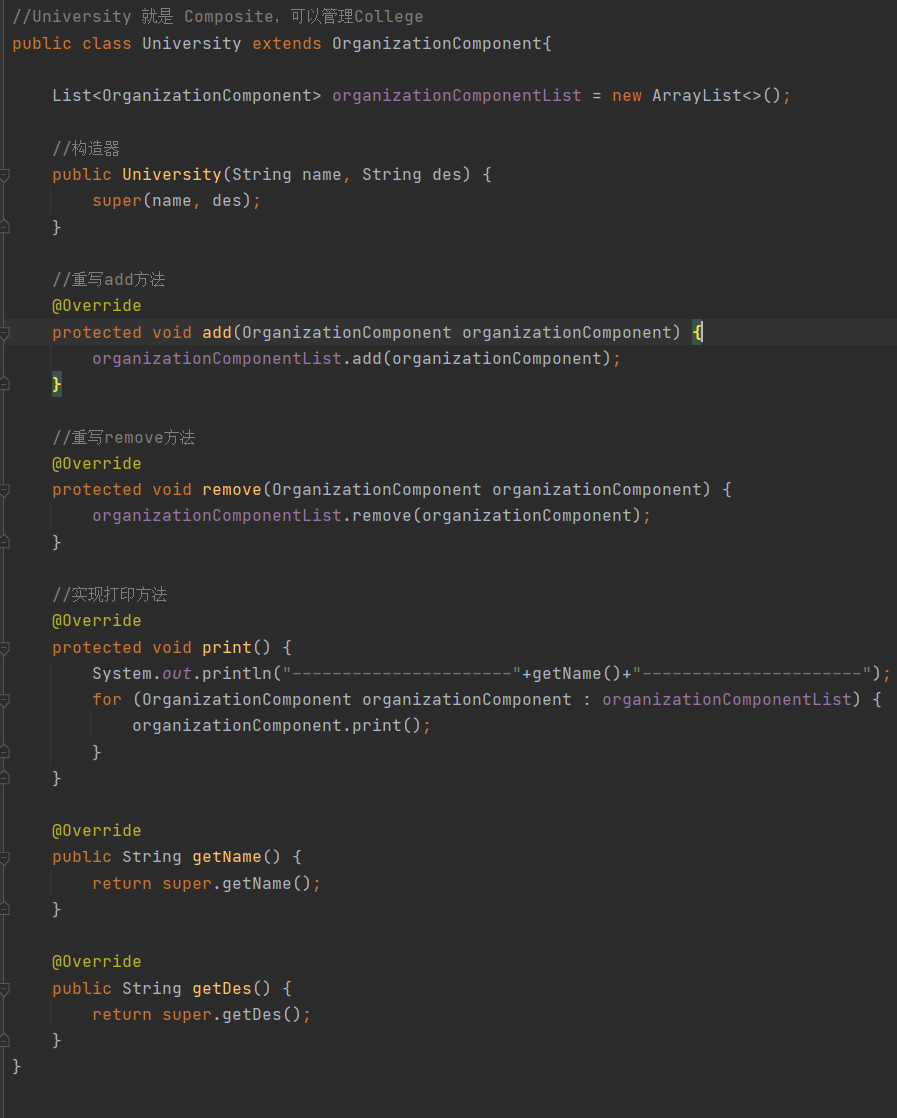 //University 就是 Composite，可以管理College
public class University extends OrganizationComponent{
List<OrganizationComponent> organizationComponentList = new ArrayList<>();
//构造器
public University(String name, String des) {
super(name, des);
}
//重写add方法
@Override
protected void add(OrganizationComponent organizationComponent) {
organizationComponentList.add(organizationComponent);
}
//重写remove方法
@Override
protected void remove(OrganizationComponent organizationComponent) {
organizationComponentList.remove(organizationComponent);
}
//实现打印方法
@Override
protected void print() {
System.out.println("----------------------"+getName()+"----------------------");
for (OrganizationComponent organizationComponent : organizationComponentList) {
organizationComponent.print();
}
}
@Override
public String getName() {
return super.getName();
}
@Override
public String getDes() {
return super.getDes();
}
}